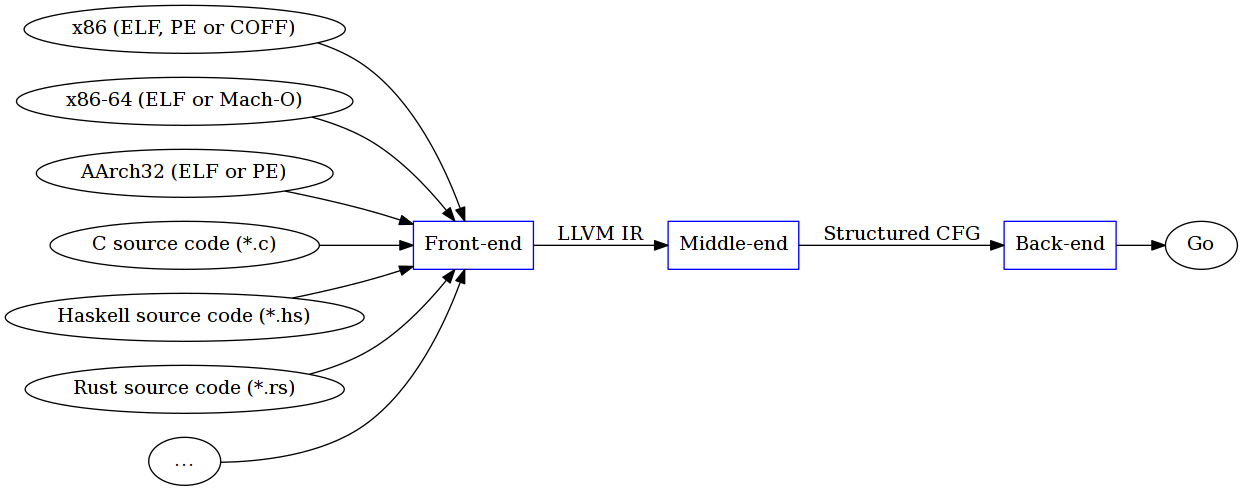 x86 (ELF, PE or COFF)
x86-64 (ELF or Mach-O)
AArch32 (ELF or PE)
C source code (*.c)
Haskell source code (*.hs)
Rust source code (*.rs)
...
Front-end
LLVM IR
Middle-end
Structured CFG
Back-end
Go